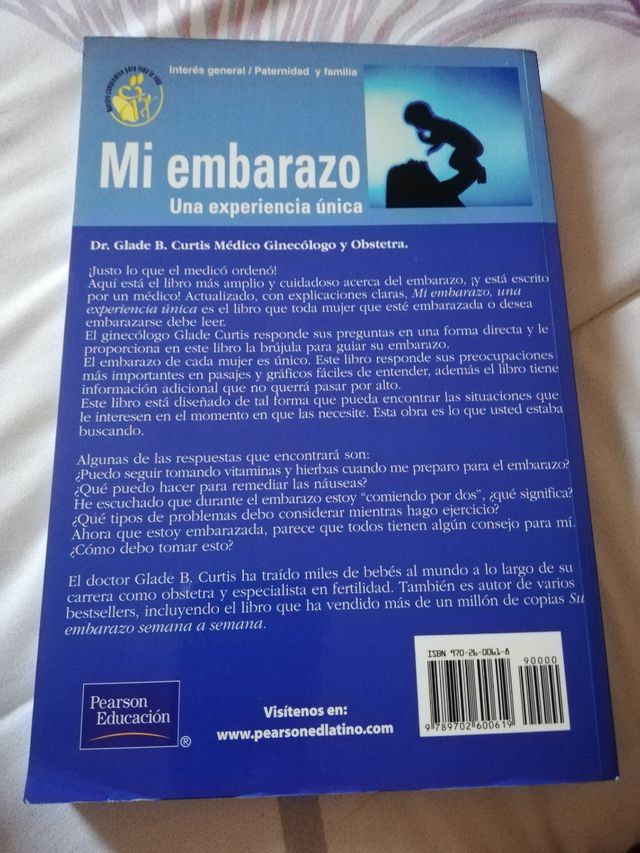 Interés general / Paternidad y familia
Mi embarazo
Una experiencia única
Dr. Glade B. Curtis Médico Ginecólogo y Obstetra.
¡Justo lo que el medicó ordenó!
Aquí está el libro más amplio y cuidadoso acerca del embarazo, ¡y está escrito
por un médico! Actualizado, con explicaciones claras, Mi embarazo, una
experiencia única es el libro que toda mujer que esté embarazada o desea
embarazarse debe leer.
El ginecólogo Glade Curtis responde sus preguntas en una forma directa y le
proporciona en este libro la brújula para guiar su embarazo.
El embarazo de cada mujer es único. Este libro responde sus preocupaciones
más importantes en pasajes y gráficos fáciles de entender, además el libro tiene
información adicional que no querrá pasar por alto.
Este libro está diseñado de tal forma que pueda encontrar las situaciones que
le interesen en el momento en que las necesite. Esta obra es lo que usted estaba
buscando.
Algunas de las respuestas que encontrará son:
¿Puedo seguir tomando vitaminas y hierbas cuando me preparo para el embarazo?
¿Qué puedo hacer para remediar las náuseas?
He escuchado que durante el embarazo estoy “comiendo por dos”, ¿qué significa?
¿Qué tipos de problemas debo considerar mientras hago ejercicio?
Ahora que estoy embarazada, parece que todos tienen algún consejo para mí.
¿Cómo debo tomar esto?
El doctor Glade B. Curtis ha traído miles de bebés al mundo a lo largo de su
carrera como obstetra y especialista en fertilidad. También es autor de varios
bestsellers, incluyendo el libro que ha vendido más de un millón de copias Su
embarazo semana a semana.
ISBN 970-26-0061-8
90000
9 789702 600619
Pearson
Educación
®
Visítenos en:
www.pearsonedlatino.com